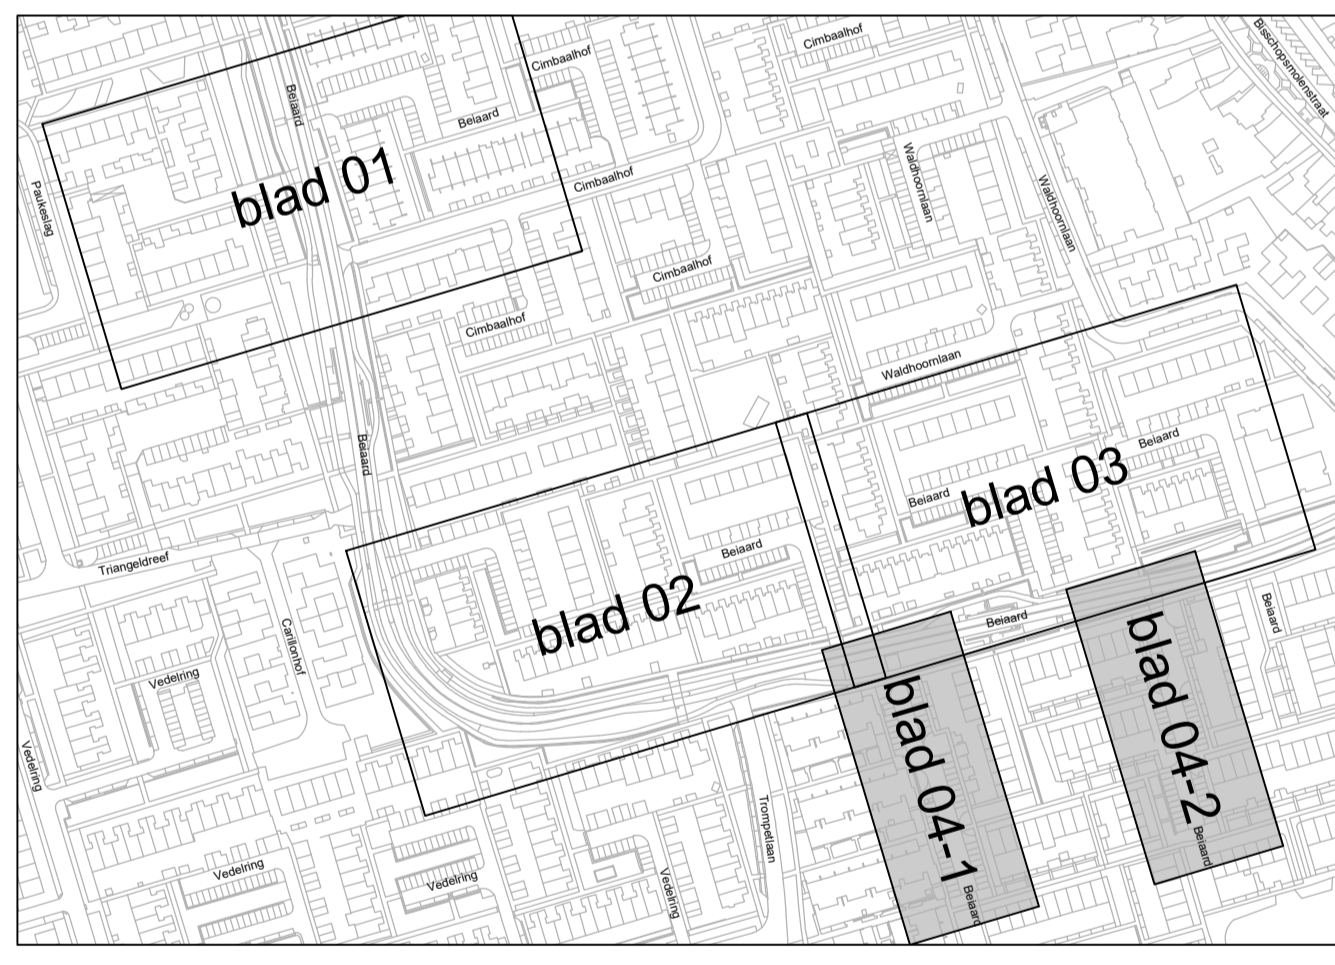 Cimbaalhof
Cimbaalhof
Bisschopsmolenstraat
Beiaard
Beiaard
Paukeslag
blad 01
Cimbaalhof
Waldhoornlaan
Waldhoornlaan
Cimbaalhof
Cimbaalhof
Waldhoornlaan
Beiaard
Beiaard
blad 03
Beiaard
Triangeldreef
Beiaard
blad 02
Beiaard
Beiaard
Carillonhof
Vedelring
blad 04-1
blad 04-2
Vedelring
Trompetlaan
Beiaard
Vedelring
Vedelring
Vedelring
Beiaard